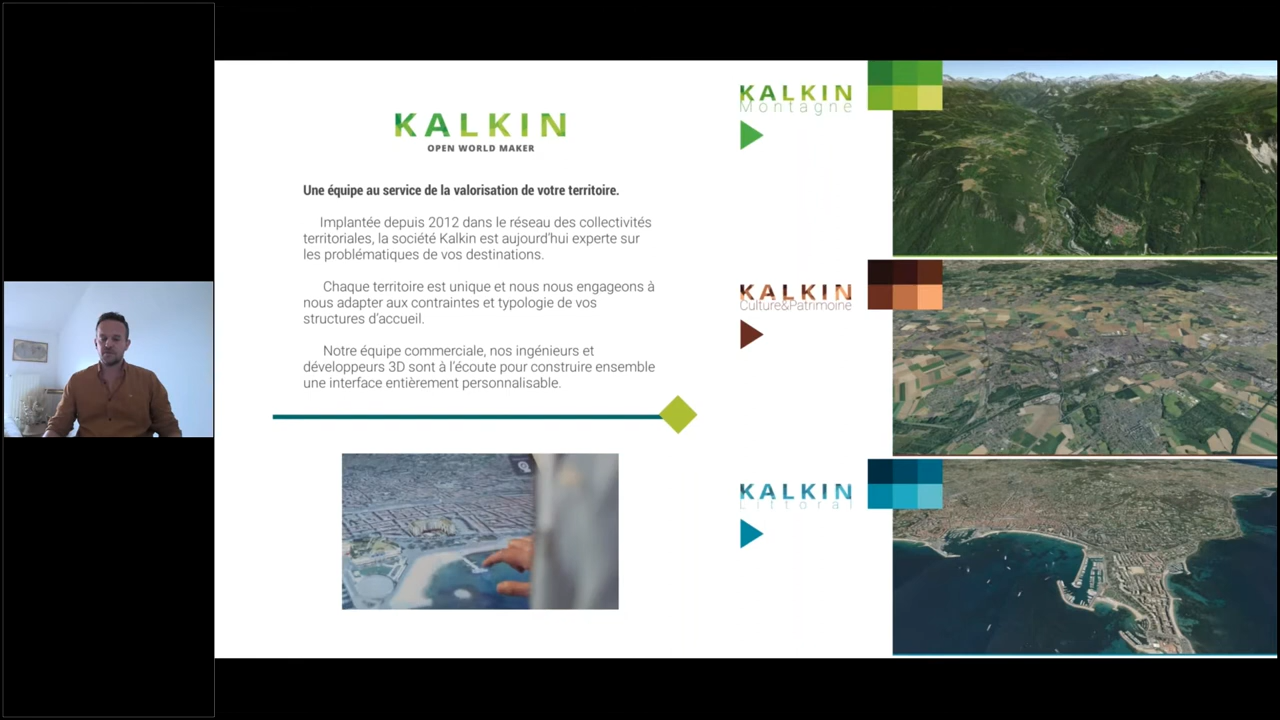 KALKIN
OPEN WORLD MAKER
Une équipe au service de la valorisation de votre territoire.
Implantée depuis 2012 dans le réseau des collectivités
territoriales, la société Kalkin est aujourd'hui experte sur
les problématiques de vos destinations.
Chaque territoire est unique et nous nous engageons à
nous adapter aux contraintes et typologie de vos
structures d'accueil.
Notre équipe commerciale, nos ingénieurs et
développeurs 3D sont à l'écoute pour construire ensemble
une interface entièrement personnalisable.
KALKIN
Montagne
KALKIN
Culture&Patrimoine
KALKIN
Littoral